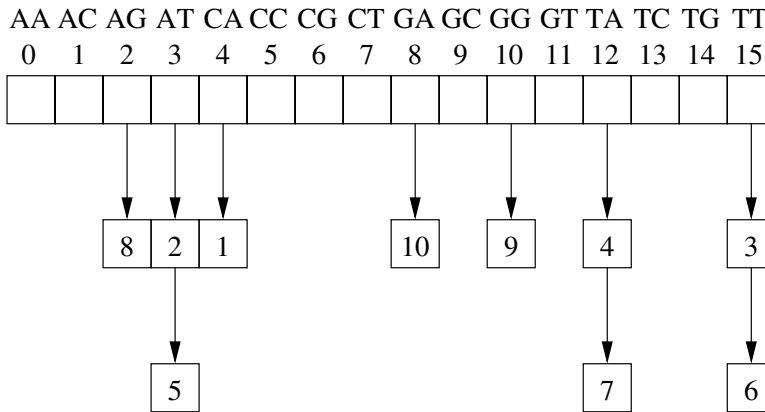 AA AC AG AT CA CC CG CT GA GC GG GT TA TC TG TT
0 1 2 3 4 5 6 7 8 9 10 11 12 13 14 15
8 2 1 10 9 4 3
5 7 6